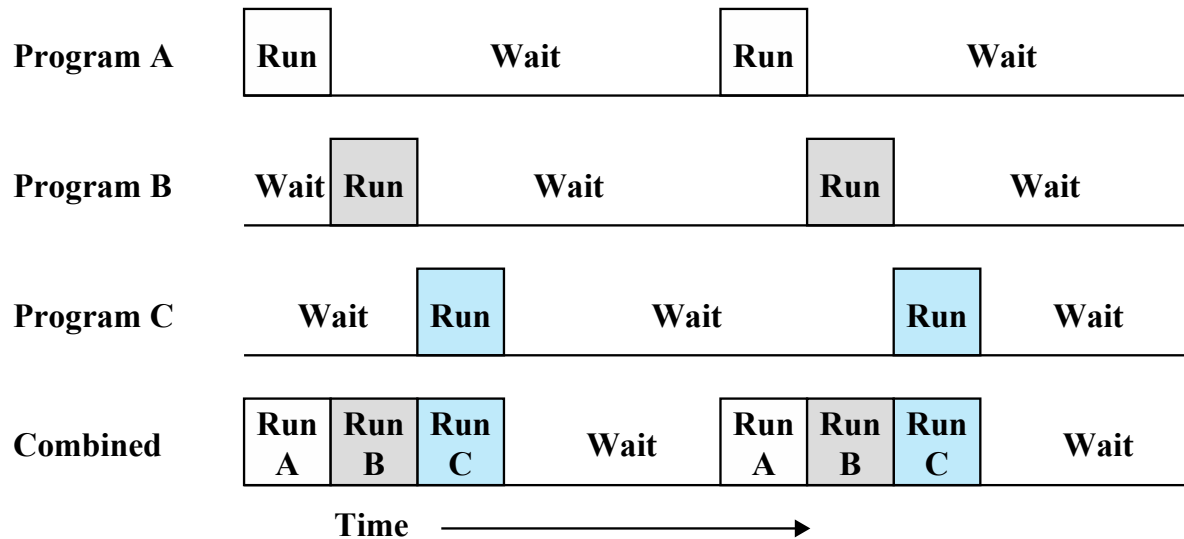 Program A Run Wait Run Wait
Program B Wait Run Wait Run Wait
Program C Wait Run Wait Run Wait
Combined Run A Run B Run C Wait Run A Run B Run C Wait
Time